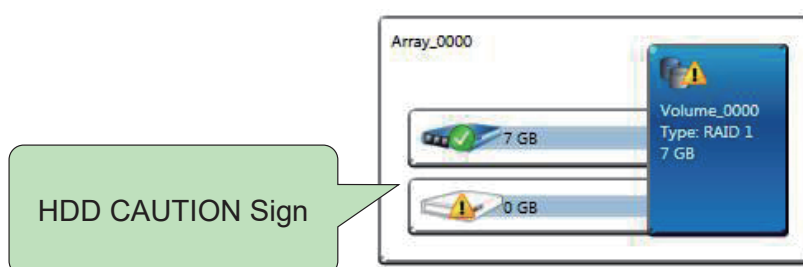 Array_0000
Volume_0000
Type: RAID 1
7 GB
7 GB
0 GB
HDD CAUTION Sign